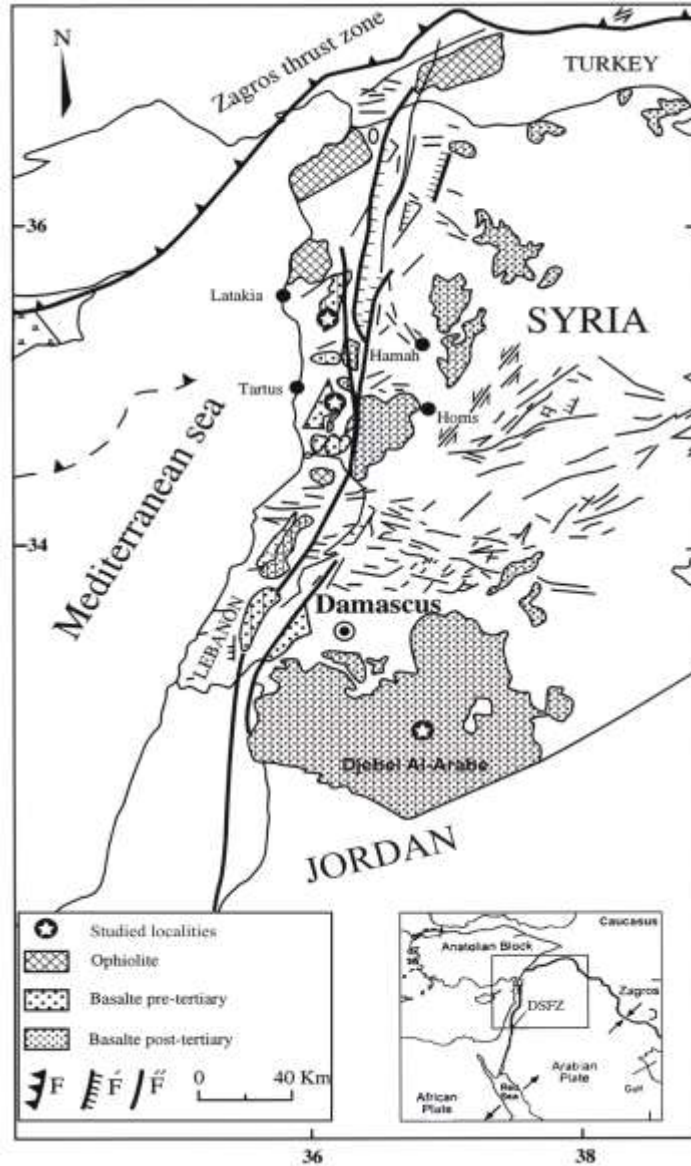 N
Zagros thrust zone
TURKEY
36
Latakia
SYRIA
Hamah
Tartus
Homs
Mediterranean sea
34
Damascus
LEBANON
Djebel Al-Arabe
JORDAN
Studied localities
Ophiolite
Basalte pre-tertiary
Basalte post-tertiary
F F́ F˝ 0 40 Km
Caucasus
Anatolian Block
Zagros
DSFZ
Arabian
Plate
Gulf
Red
Sea
African
Plate
36 38